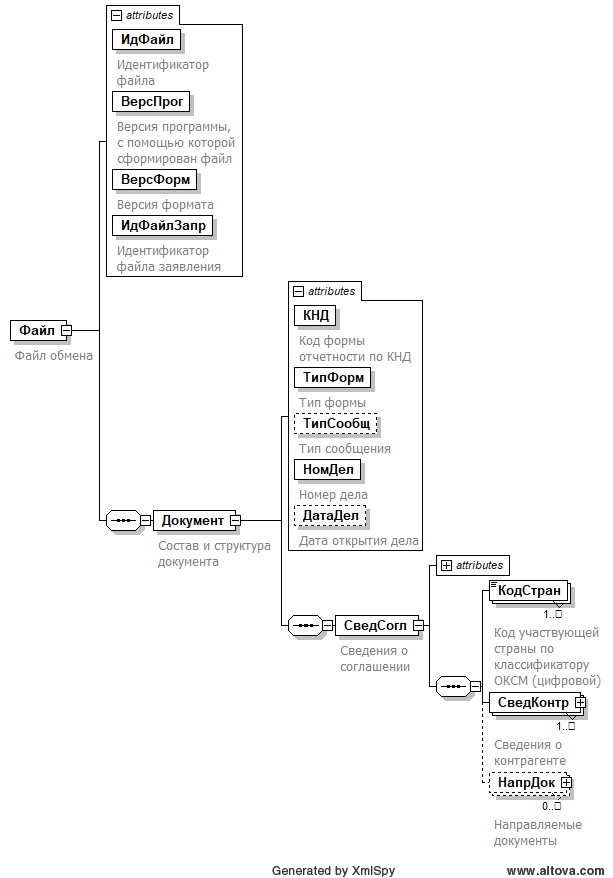 attributes
ИдФайл
Идентификатор
файла
ВерсПрог
Версия программы,
с помощью которой
сформирован файл
ВерсФорм
Версия формата
ИдФайлЗапр
Идентификатор
файла заявления
Файл
Файл обмена
attributes
КНД
Код формы
отчетности по КНД
ТипФорм
Тип формы
ТипСообщ
Тип сообщения
НомДел
Номер дела
ДатаДел
Дата открытия дела
Документ
Состав и структура
документа
СведСогл
Сведения о
соглашении
attributes
КодСтран
1..
Код участвующей
страны по
классификатору
ОКСМ (цифровой)
СведКонтр
1..
Сведения о
контрагенте
НапрДок
0..
Направляемые
документы
Generated by XmlSpy
www.altova.com